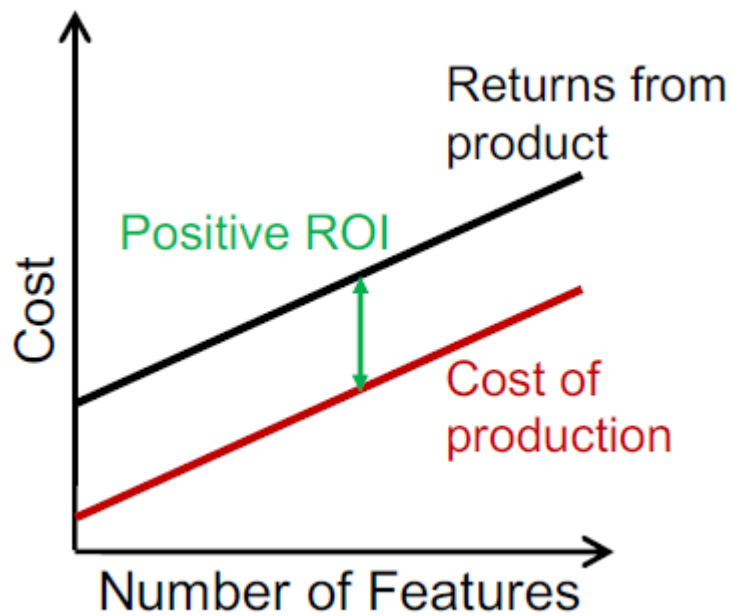 Returns from
product
Positive ROI
Cost
Cost of
production
Number of Features